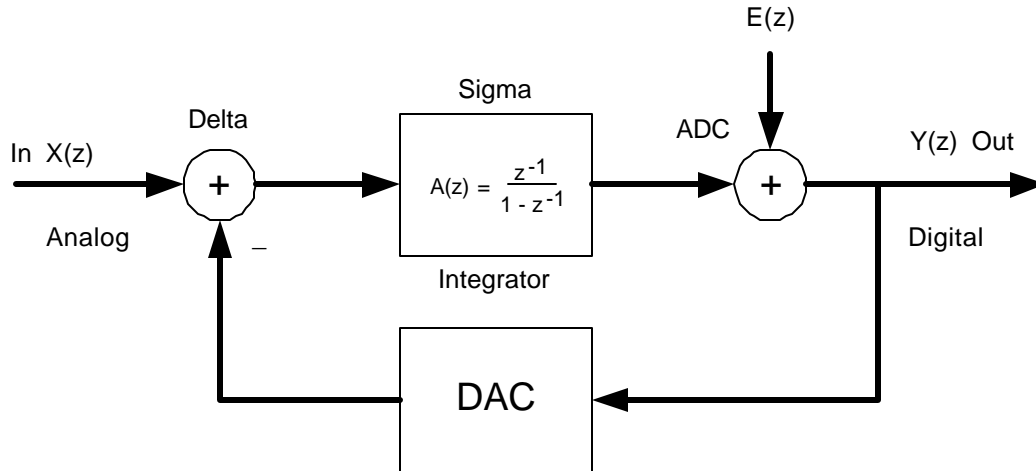 E(z)
Sigma
Delta
ADC
In X(z)
Y(z) Out
+
A(z) = z⁻¹ / 1 - z⁻¹
+
Analog
–
Digital
Integrator
DAC